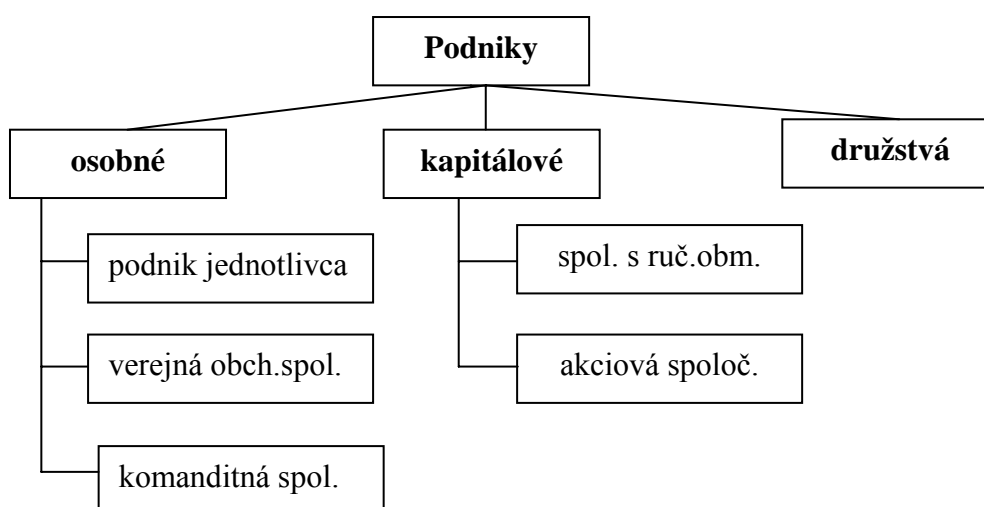 Podniky
osobné
kapitálové
družstvá
podnik jednotlivca
spol. s ruč.obm.
verejná obch.spol.
akciová spoloč.
komanditná spol.